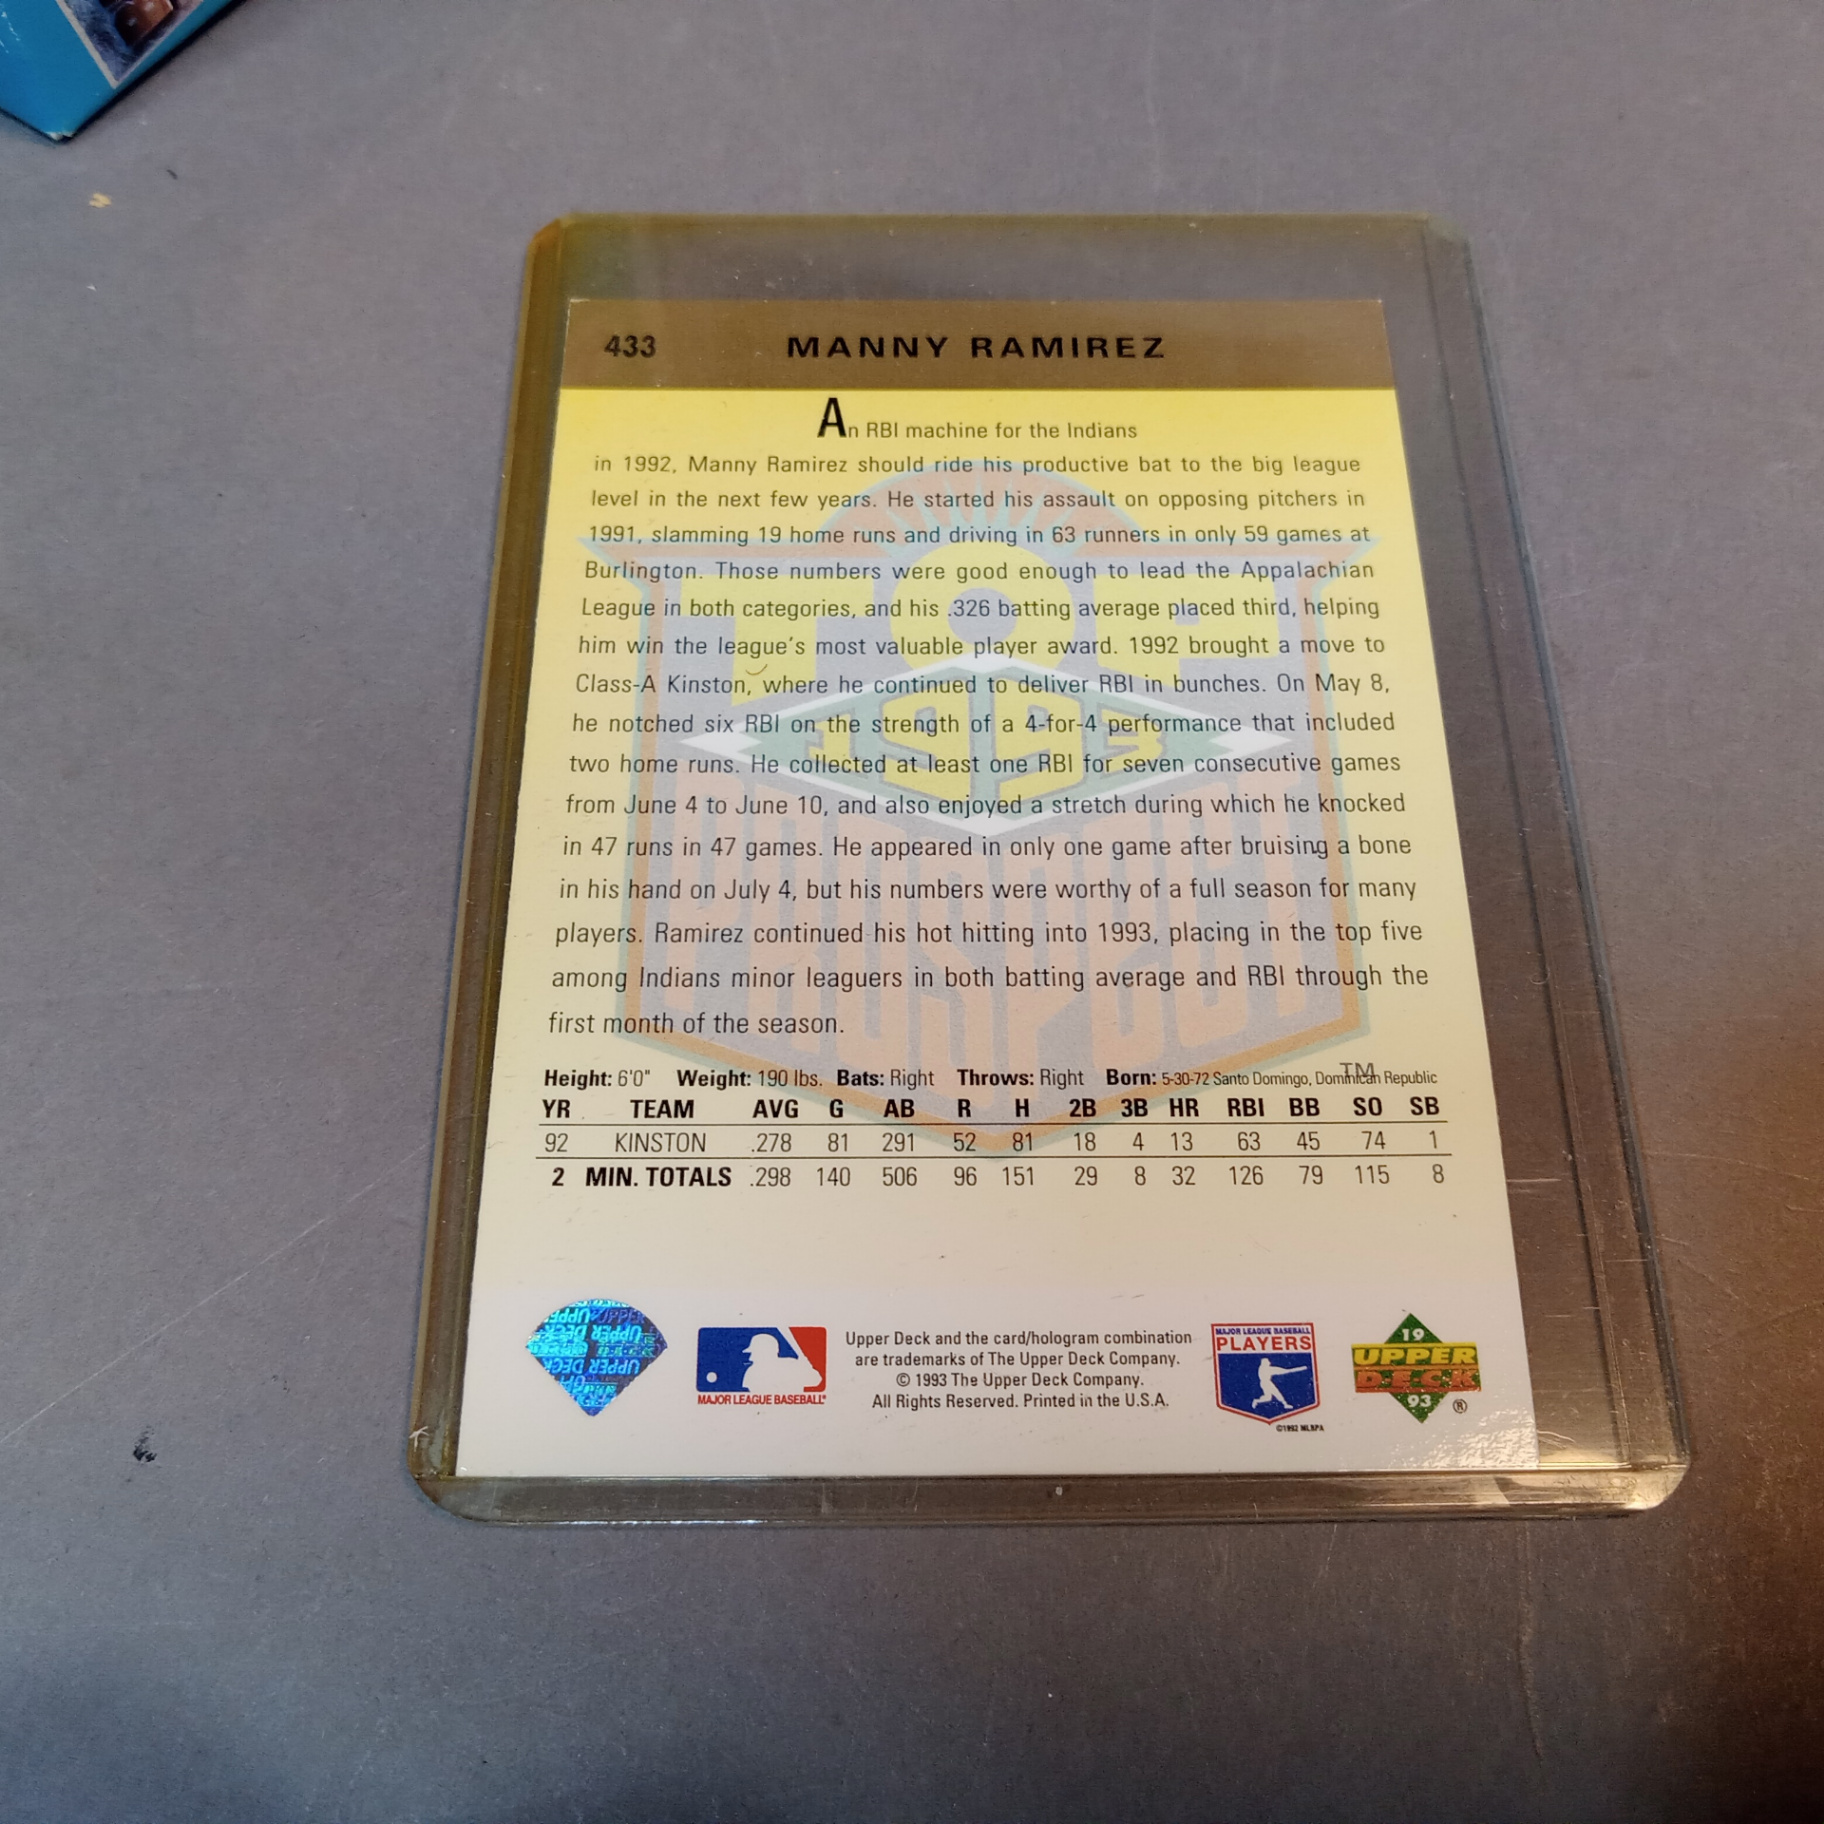 433 MANNY RAMIREZ
An RBI machine for the Indians
in 1992, Manny Ramirez should ride his productive bat to the big league
level in the next few years. He started his assault on opposing pitchers in
1991, slamming 19 home runs and driving in 63 runners in only 59 games at
Burlington. Those numbers were good enough to lead the Appalachian
League in both categories, and his .326 batting average placed third, helping
him win the league's most valuable player award. 1992 brought a move to
Class-A Kinston, where he continued to deliver RBI in bunches. On May 8,
he notched six RBI on the strength of a 4-for-4 performance that included
two home runs. He collected at least one RBI for seven consecutive games
from June 4 to June 10, and also enjoyed a stretch during which he knocked
in 47 runs in 47 games. He appeared in only one game after bruising a bone
in his hand on July 4, but his numbers were worthy of a full season for many
players. Ramirez continued his hot hitting into 1993, placing in the top five
among Indians minor leaguers in both batting average and RBI through the
first month of the season.
TOP
1993
PROSPECT
TM
Height: 6'0" Weight: 190 lbs. Bats: Right Throws: Right Born: 5-30-72 Santo Domingo, Dominican Republic
YR TEAM AVG G AB R H 2B 3B HR RBI BB SO SB
92 KINSTON .278 81 291 52 81 18 4 13 63 45 74 1
2 MIN. TOTALS .298 140 506 96 151 29 8 32 126 79 115 8
UPPER DECK
MAJOR LEAGUE BASEBALL®
Upper Deck and the card/hologram combination
are trademarks of The Upper Deck Company.
© 1993 The Upper Deck Company.
All Rights Reserved. Printed in the U.S.A.
MAJOR LEAGUE BASEBALL
PLAYERS
©1992 MLBPA
19
UPPER
DECK
93 ®